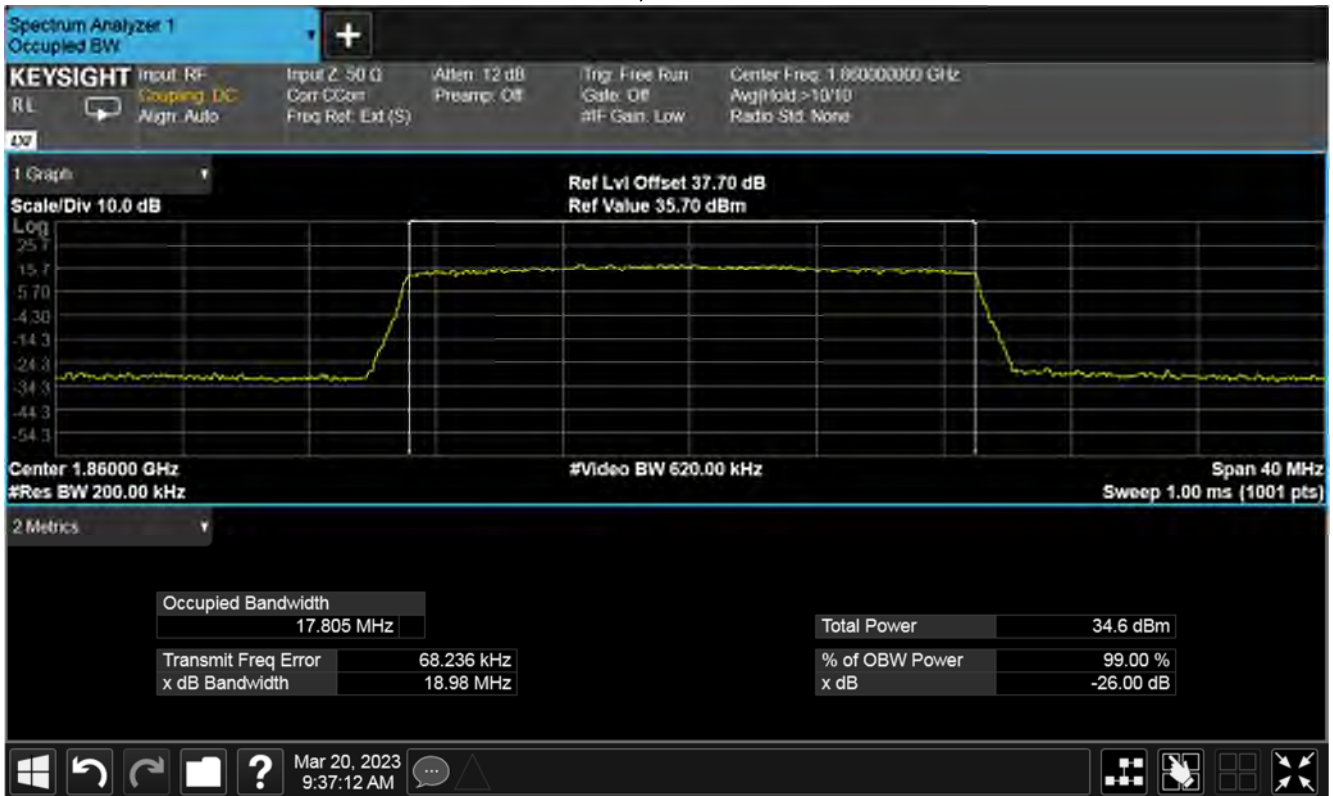 Spectrum Analyzer 1
Occupied BW
+
KEYSIGHT Input: RF Input Z: 50 Ω Atten: 12 dB Trig: Free Run Center Freq: 1.860000000 GHz
RL Coupling: DC Corr CCorr Preamp: Off Gate: Off Avg|Hold:>10/10
Align: Auto Freq Ref: Ext (S) #IF Gain: Low Radio Std: None
LXI
1 Graph
Ref Lvl Offset 37.70 dB
Scale/Div 10.0 dB Ref Value 35.70 dBm
Log
25.7
15.7
5.70
-4.30
-14.3
-24.3
-34.3
-44.3
-54.3
Center 1.86000 GHz #Video BW 620.00 kHz Span 40 MHz
#Res BW 200.00 kHz Sweep 1.00 ms (1001 pts)
2 Metrics
Occupied Bandwidth
17.805 MHz Total Power 34.6 dBm
Transmit Freq Error 68.236 kHz % of OBW Power 99.00 %
x dB Bandwidth 18.98 MHz x dB -26.00 dB
? Mar 20, 2023
9:37:12 AM